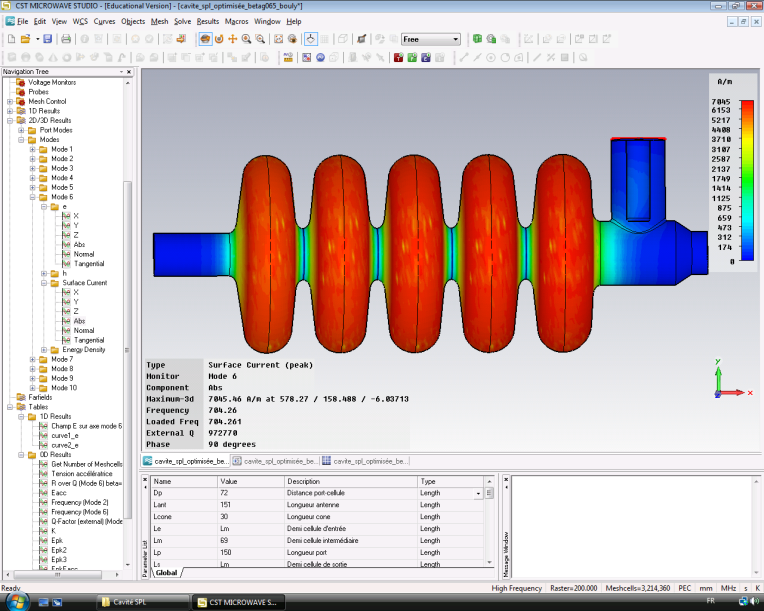 CST MICROWAVE STUDIO - [Educational Version] - [cavite_spl_optimisée_betag065_bouly*]
File Edit View WCS Curves Objects Mesh Solve Results Macros Window Help
Free
Navigation Tree
Voltage Monitors
Probes
Mesh Control
1D Results
2D/3D Results
Port Modes
Modes
Mode 1
Mode 2
Mode 3
Mode 4
Mode 5
Mode 6
e
X
Y
Z
Abs
Normal
Tangential
h
Surface Current
X
Y
Z
Abs
Normal
Tangential
Energy Density
Mode 7
Mode 8
Mode 9
Mode 10
Farfields
Tables
1D Results
Champ E sur axe mode 6
curve1_e
curve2_e
0D Results
Get Number of Meshcells
Tension accélératrice
R over Q (Mode 6) beta=
Eacc
Frequency (Mode 2)
Frequency (Mode 6)
Q-Factor (external) (Mode
K
Epk
Epk2
Epk3
EpkEacc
A/m
7045
6153
5217
4408
3710
3107
2587
2137
1749
1414
1125
875
659
473
312
174
0
Type Surface Current (peak)
Monitor Mode 6
Component Abs
Maximum-3d 7045.46 A/m at 578.27 / 158.488 / -6.03713
Frequency 704.26
Loaded Freq 704.261
External Q 972770
Phase 90 degrees
y
x
cavite_spl_optimisée_be... cavite_spl_optimisée_be... cavite_spl_optimisée_be...
Parameter List
Name Value Description Type
Dp 72 Distance port-cellule Length
Lant 151 Longueur antenne Length
Lcone 30 Longueur cone Length
Le Lm Demi cellule d'entrée Length
Lm 69 Demi cellule intermédiaire Length
Lp 150 Longueur port Length
Ls Lm Demi cellule de sortie Length
Global
Message Window
Ready High Frequency Raster=200.000 Meshcells=3,214,360 PEC mm MHz s K
Cavité SPL CST MICROWAVE S... FR